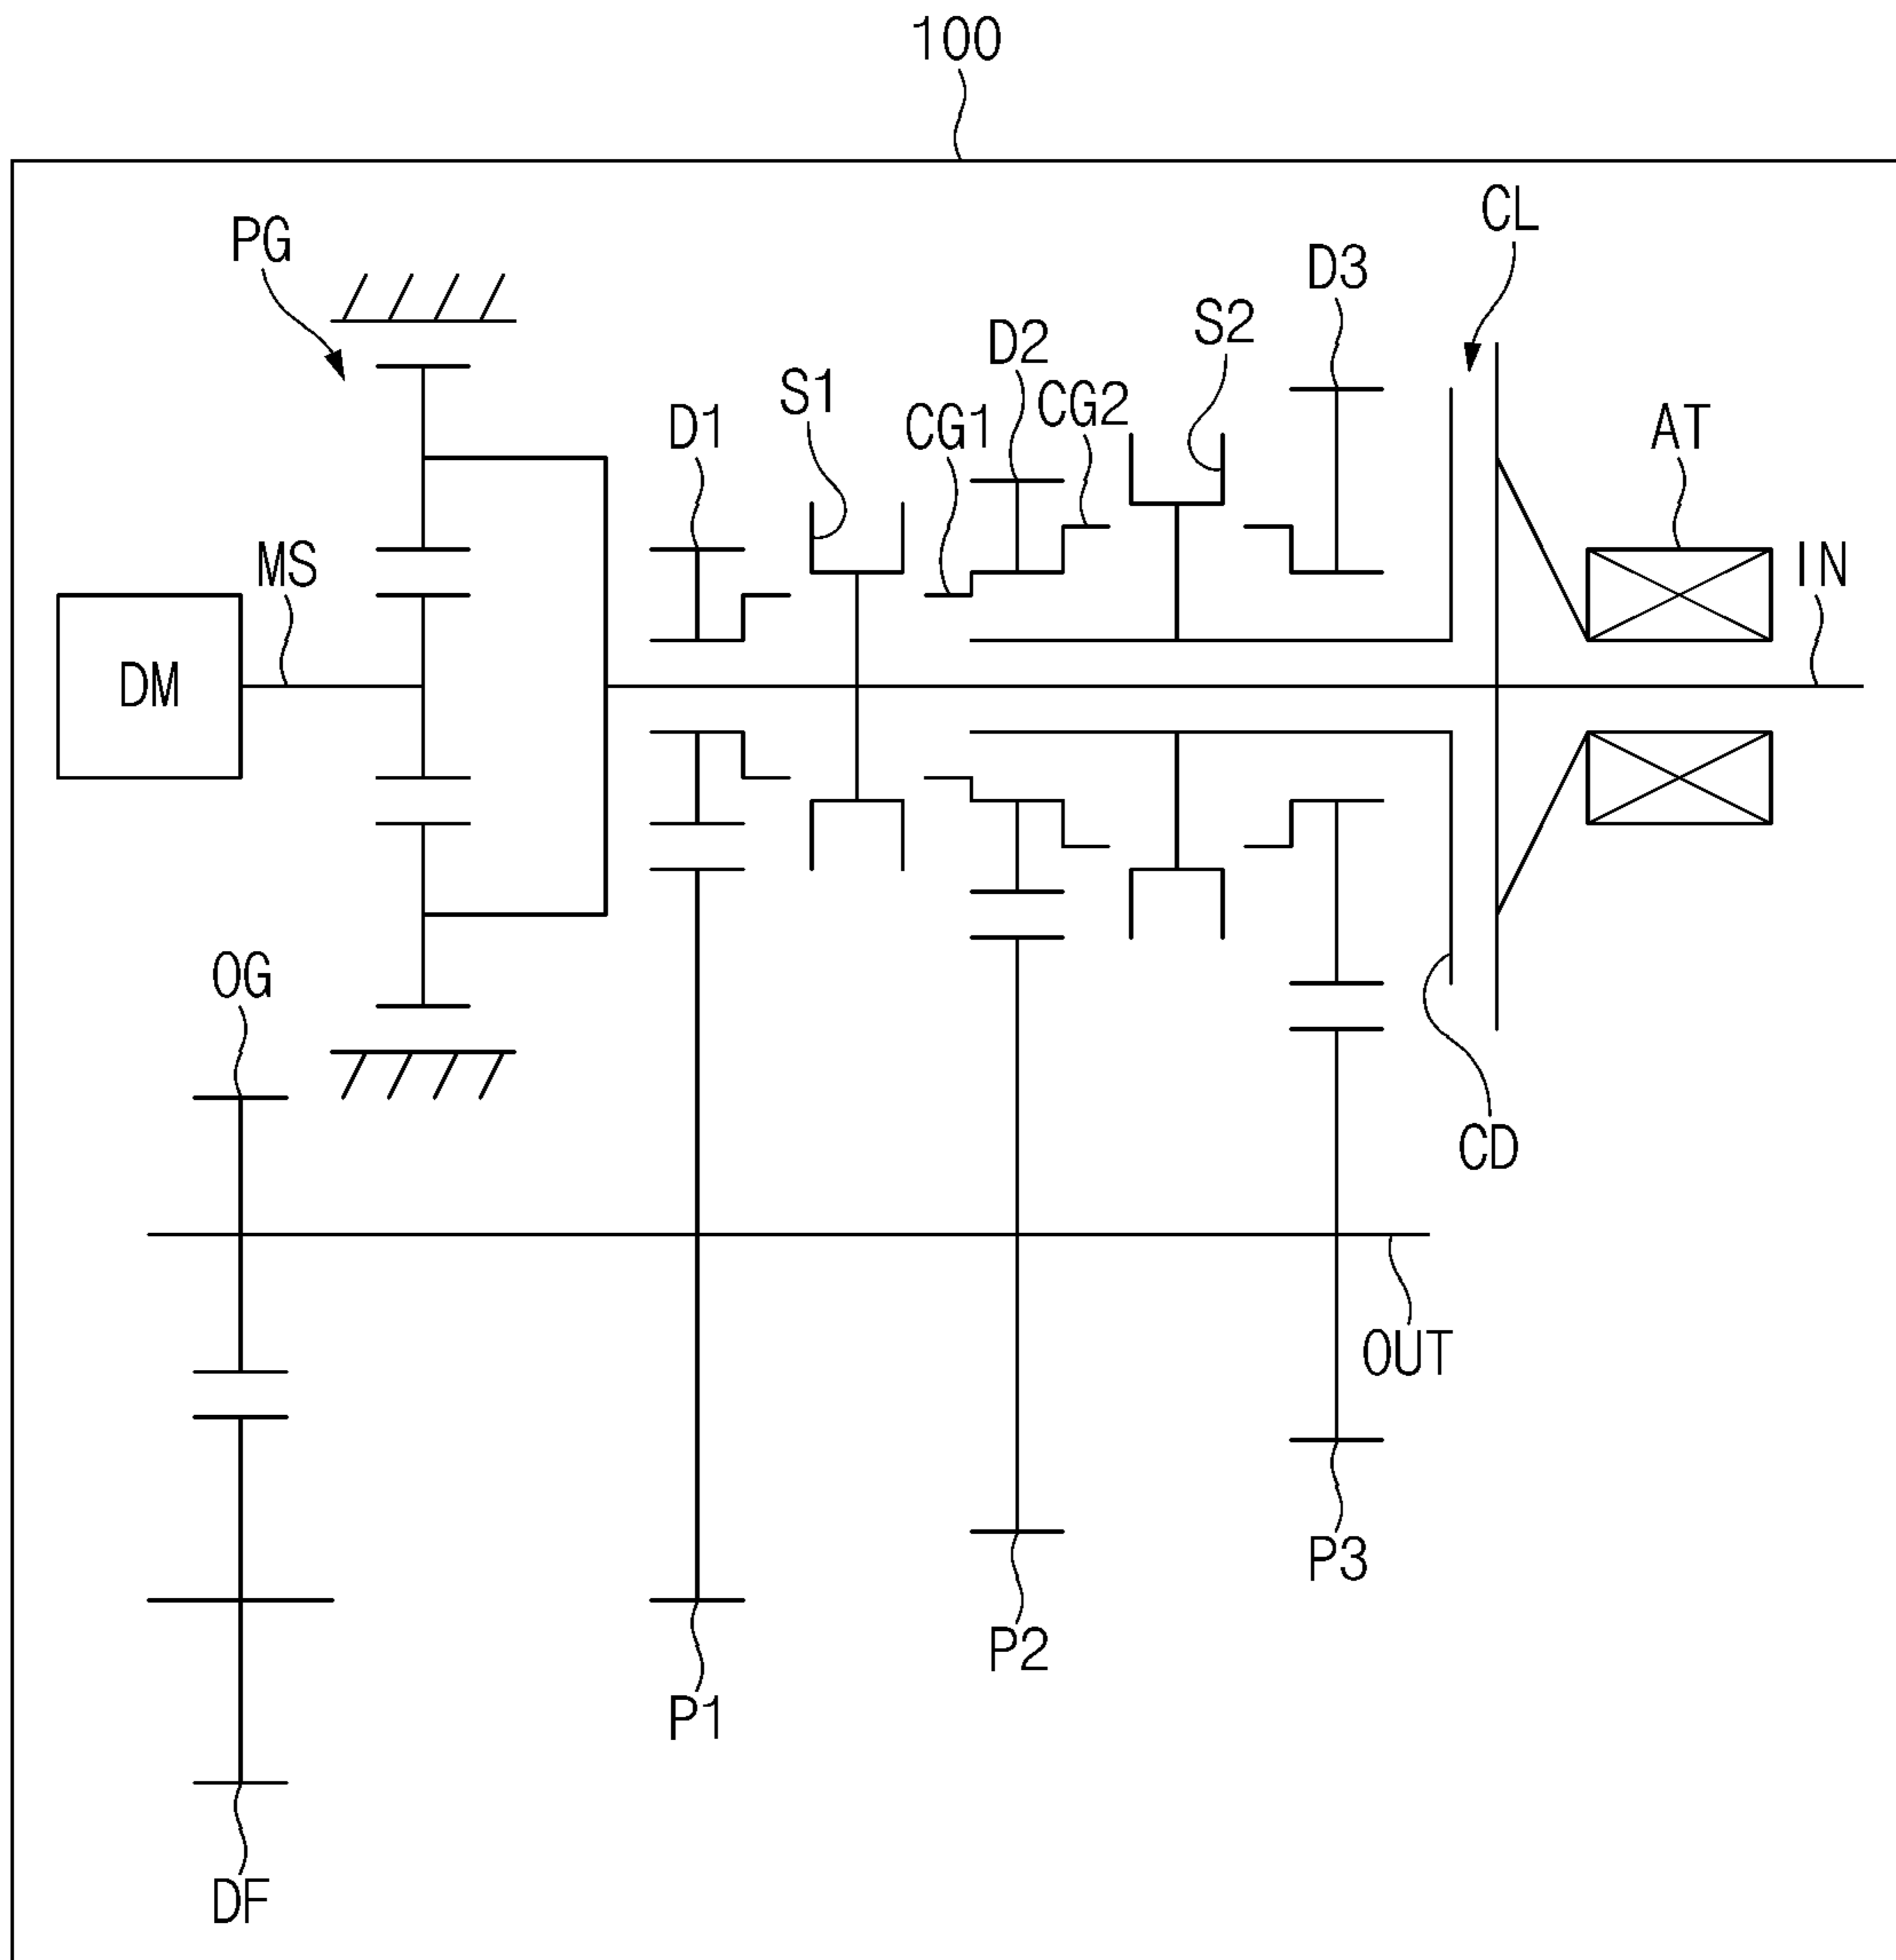 100
CL
PG
D3
S2
D2
S1
CG2
CG1
D1
AT
MS
IN
DM
OG
CD
OUT
P3
P2
P1
DF